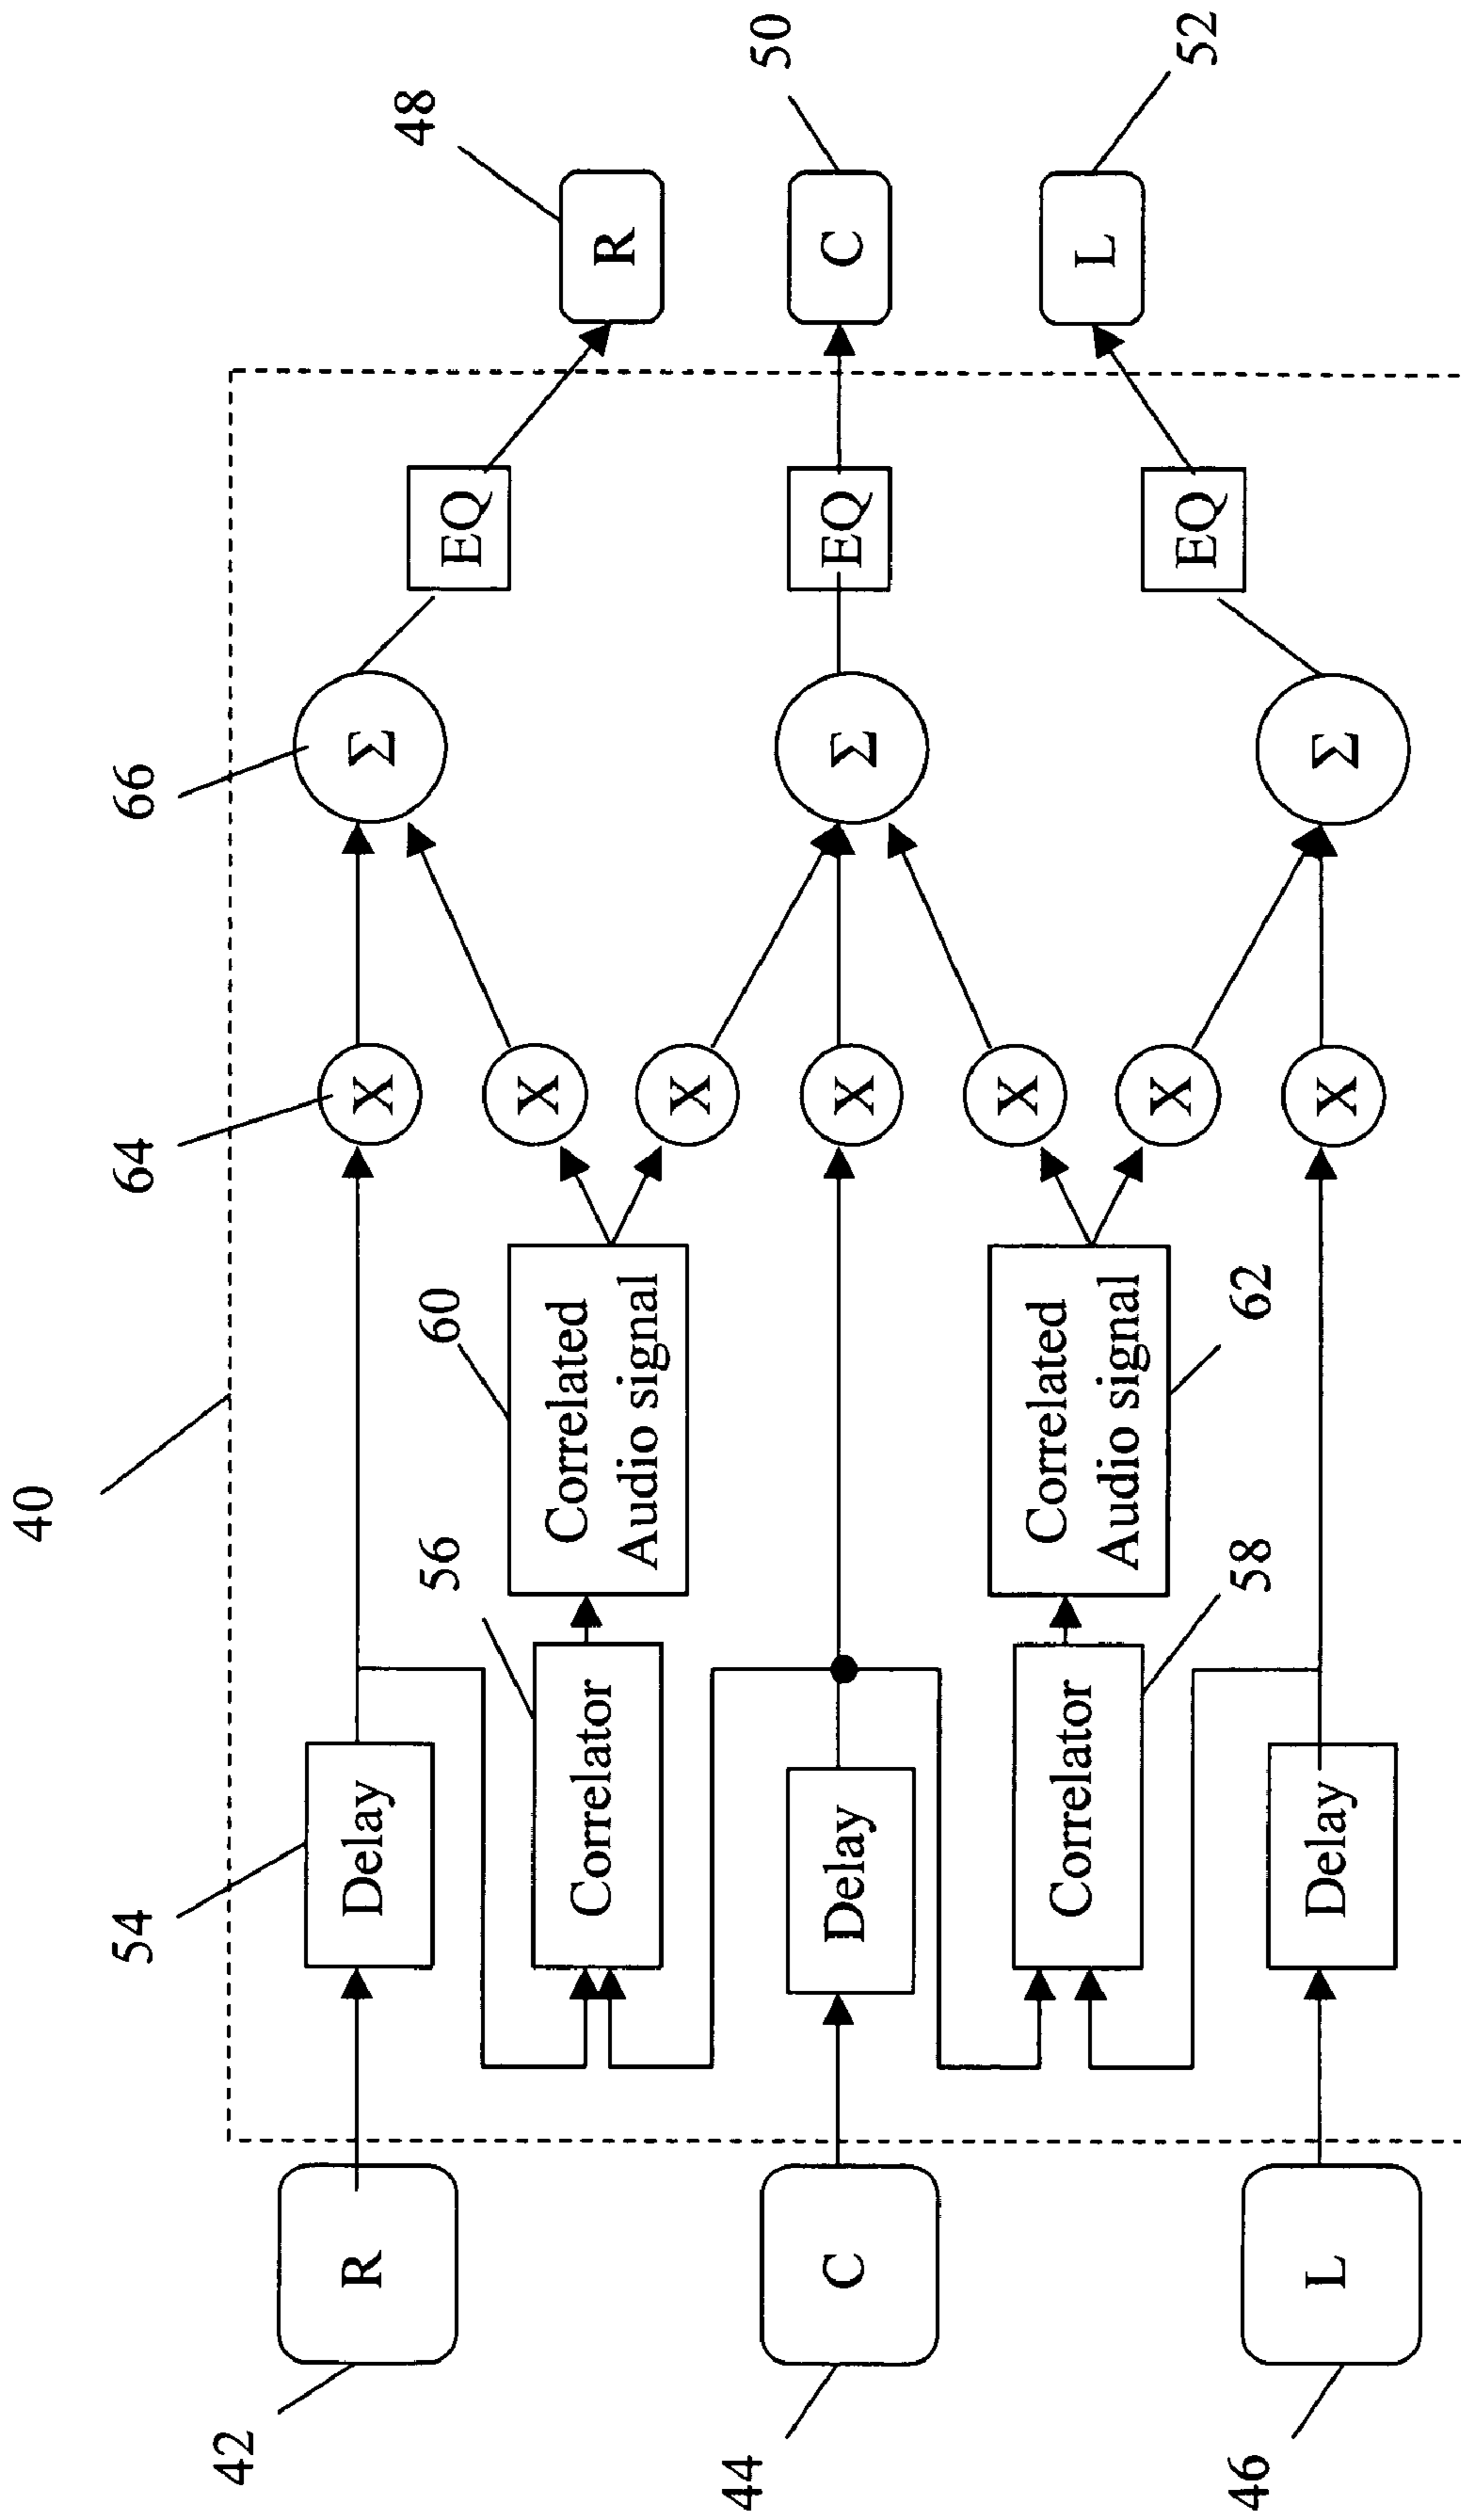 40
54
64
66
48
R
Delay
X
Σ
EQ
R
42
56
60
Correlator
Correlated
Audio signal
X
X
50
C
Delay
X
Σ
EQ
C
44
Correlator
Correlated
Audio signal
X
X
58
62
52
L
Delay
X
Σ
EQ
L
46